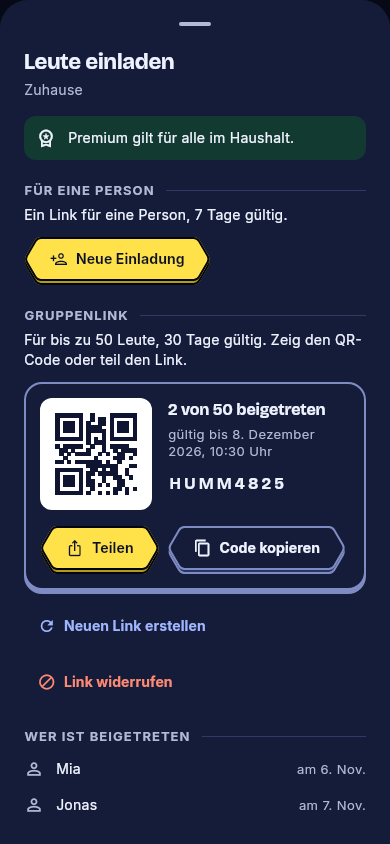 Leute einladen
Zuhause
Premium gilt für alle im Haushalt.
FÜR EINE PERSON
Ein Link für eine Person, 7 Tage gültig.
Neue Einladung
GRUPPENLINK
Für bis zu 50 Leute, 30 Tage gültig. Zeig den QR-
Code oder teil den Link.
2 von 50 beigetreten
gültig bis 8. Dezember
2026, 10:30 Uhr
HUMM4825
Teilen
Code kopieren
Neuen Link erstellen
Link widerrufen
WER IST BEIGETRETEN
Mia am 6. Nov.
Jonas am 7. Nov.